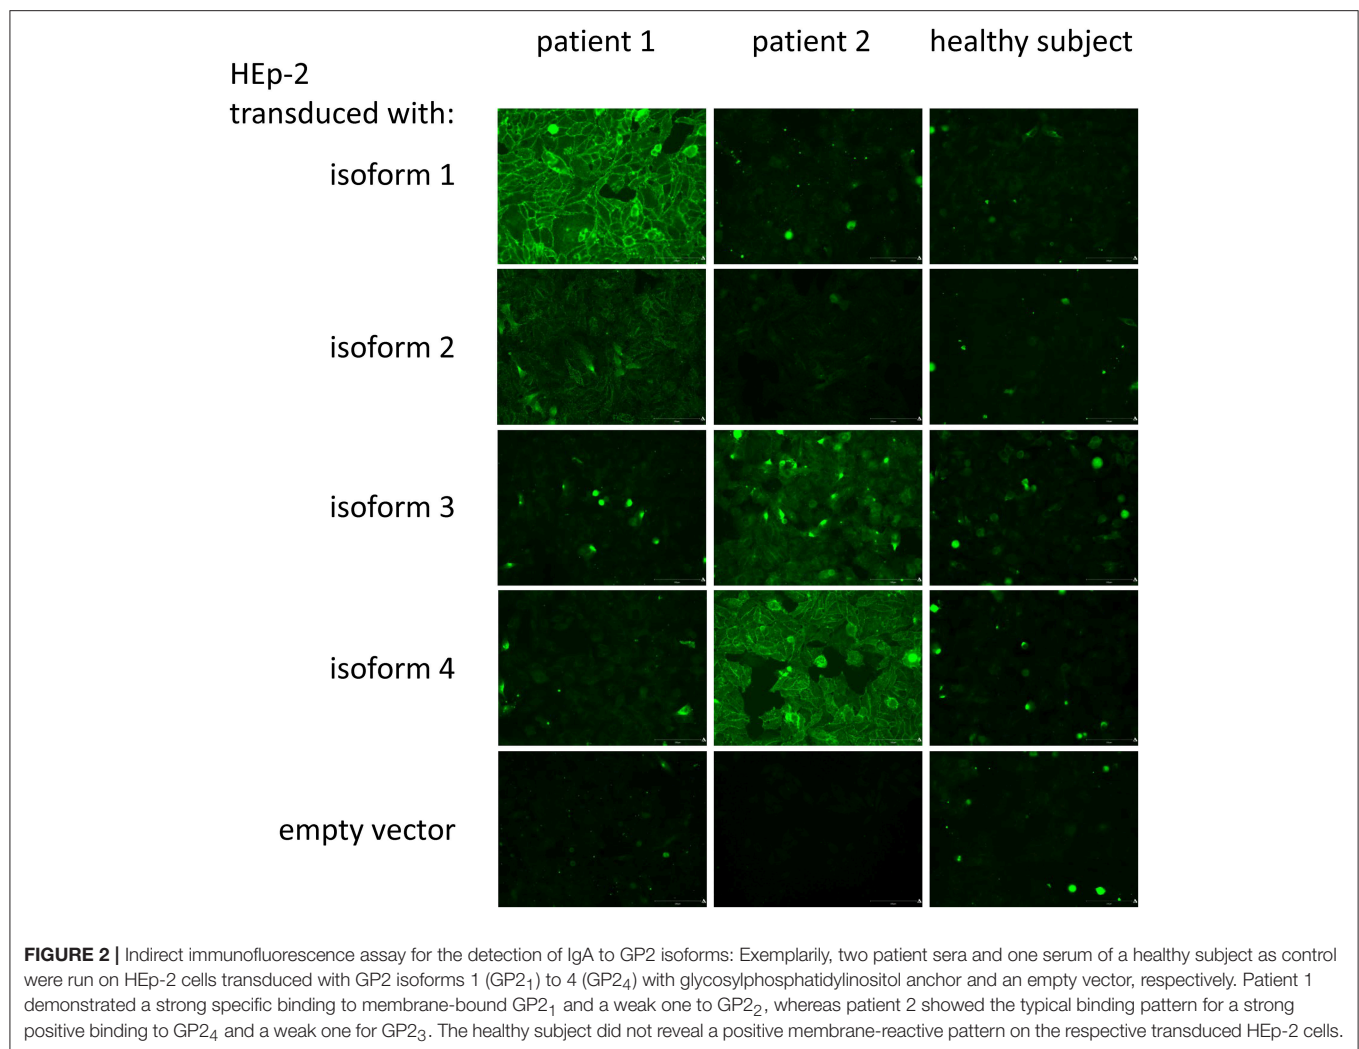 patient 1 patient 2 healthy subject
HEp-2
transduced with:
isoform 1
isoform 2
isoform 3
isoform 4
empty vector
FIGURE 2 | Indirect immunofluorescence assay for the detection of IgA to GP2 isoforms: Exemplarily, two patient sera and one serum of a healthy subject as control
were run on HEp-2 cells transduced with GP2 isoforms 1 (GP2₁) to 4 (GP2₄) with glycosylphosphatidylinositol anchor and an empty vector, respectively. Patient 1
demonstrated a strong specific binding to membrane-bound GP2₁ and a weak one to GP2₂, whereas patient 2 showed the typical binding pattern for a strong
positive binding to GP2₄ and a weak one for GP2₃. The healthy subject did not reveal a positive membrane-reactive pattern on the respective transduced HEp-2 cells.